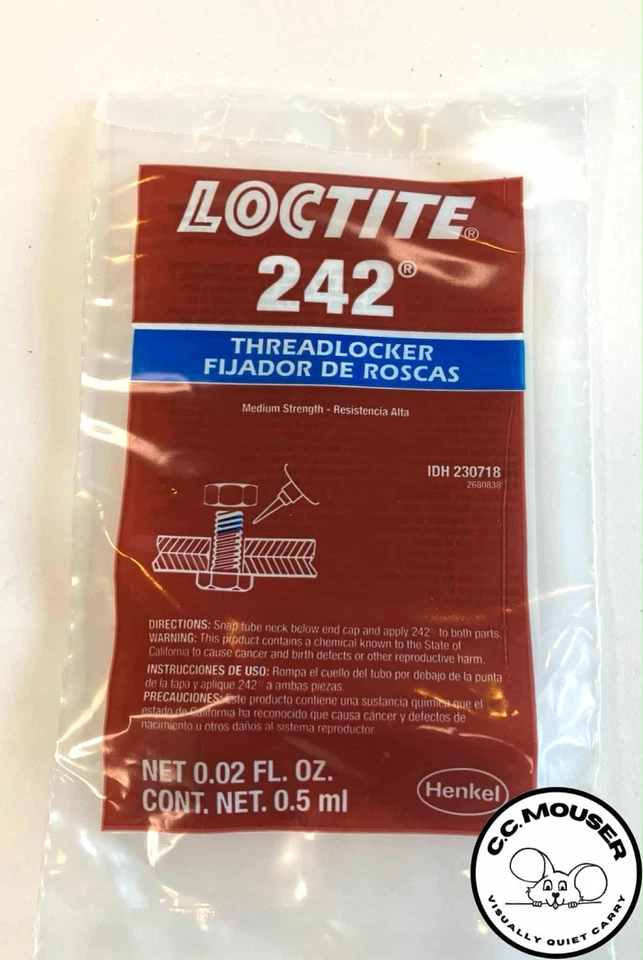 LOCTITE®
242®
THREADLOCKER
FIJADOR DE ROSCAS
Medium Strength - Resistencia Alta
IDH 230718
2680838
DIRECTIONS: Snap tube neck below end cap and apply 242 to both parts.
WARNING: This product contains a chemical known to the State of
California to cause cancer and birth defects or other reproductive harm.
INSTRUCCIONES DE USO: Rompa el cuello del tubo por debajo de la punta
de la tapa y aplique 242 a ambas piezas.
PRECAUCIONES: Este producto contiene una sustancia química que el
estado de California ha reconocido que causa cancer y defectos de
nacimiento u otros daños al sistema reproductor.
NET 0.02 FL. OZ.
CONT. NET. 0.5 ml
Henkel
C.C. MOUSER
VISUALLY QUIET CARRY